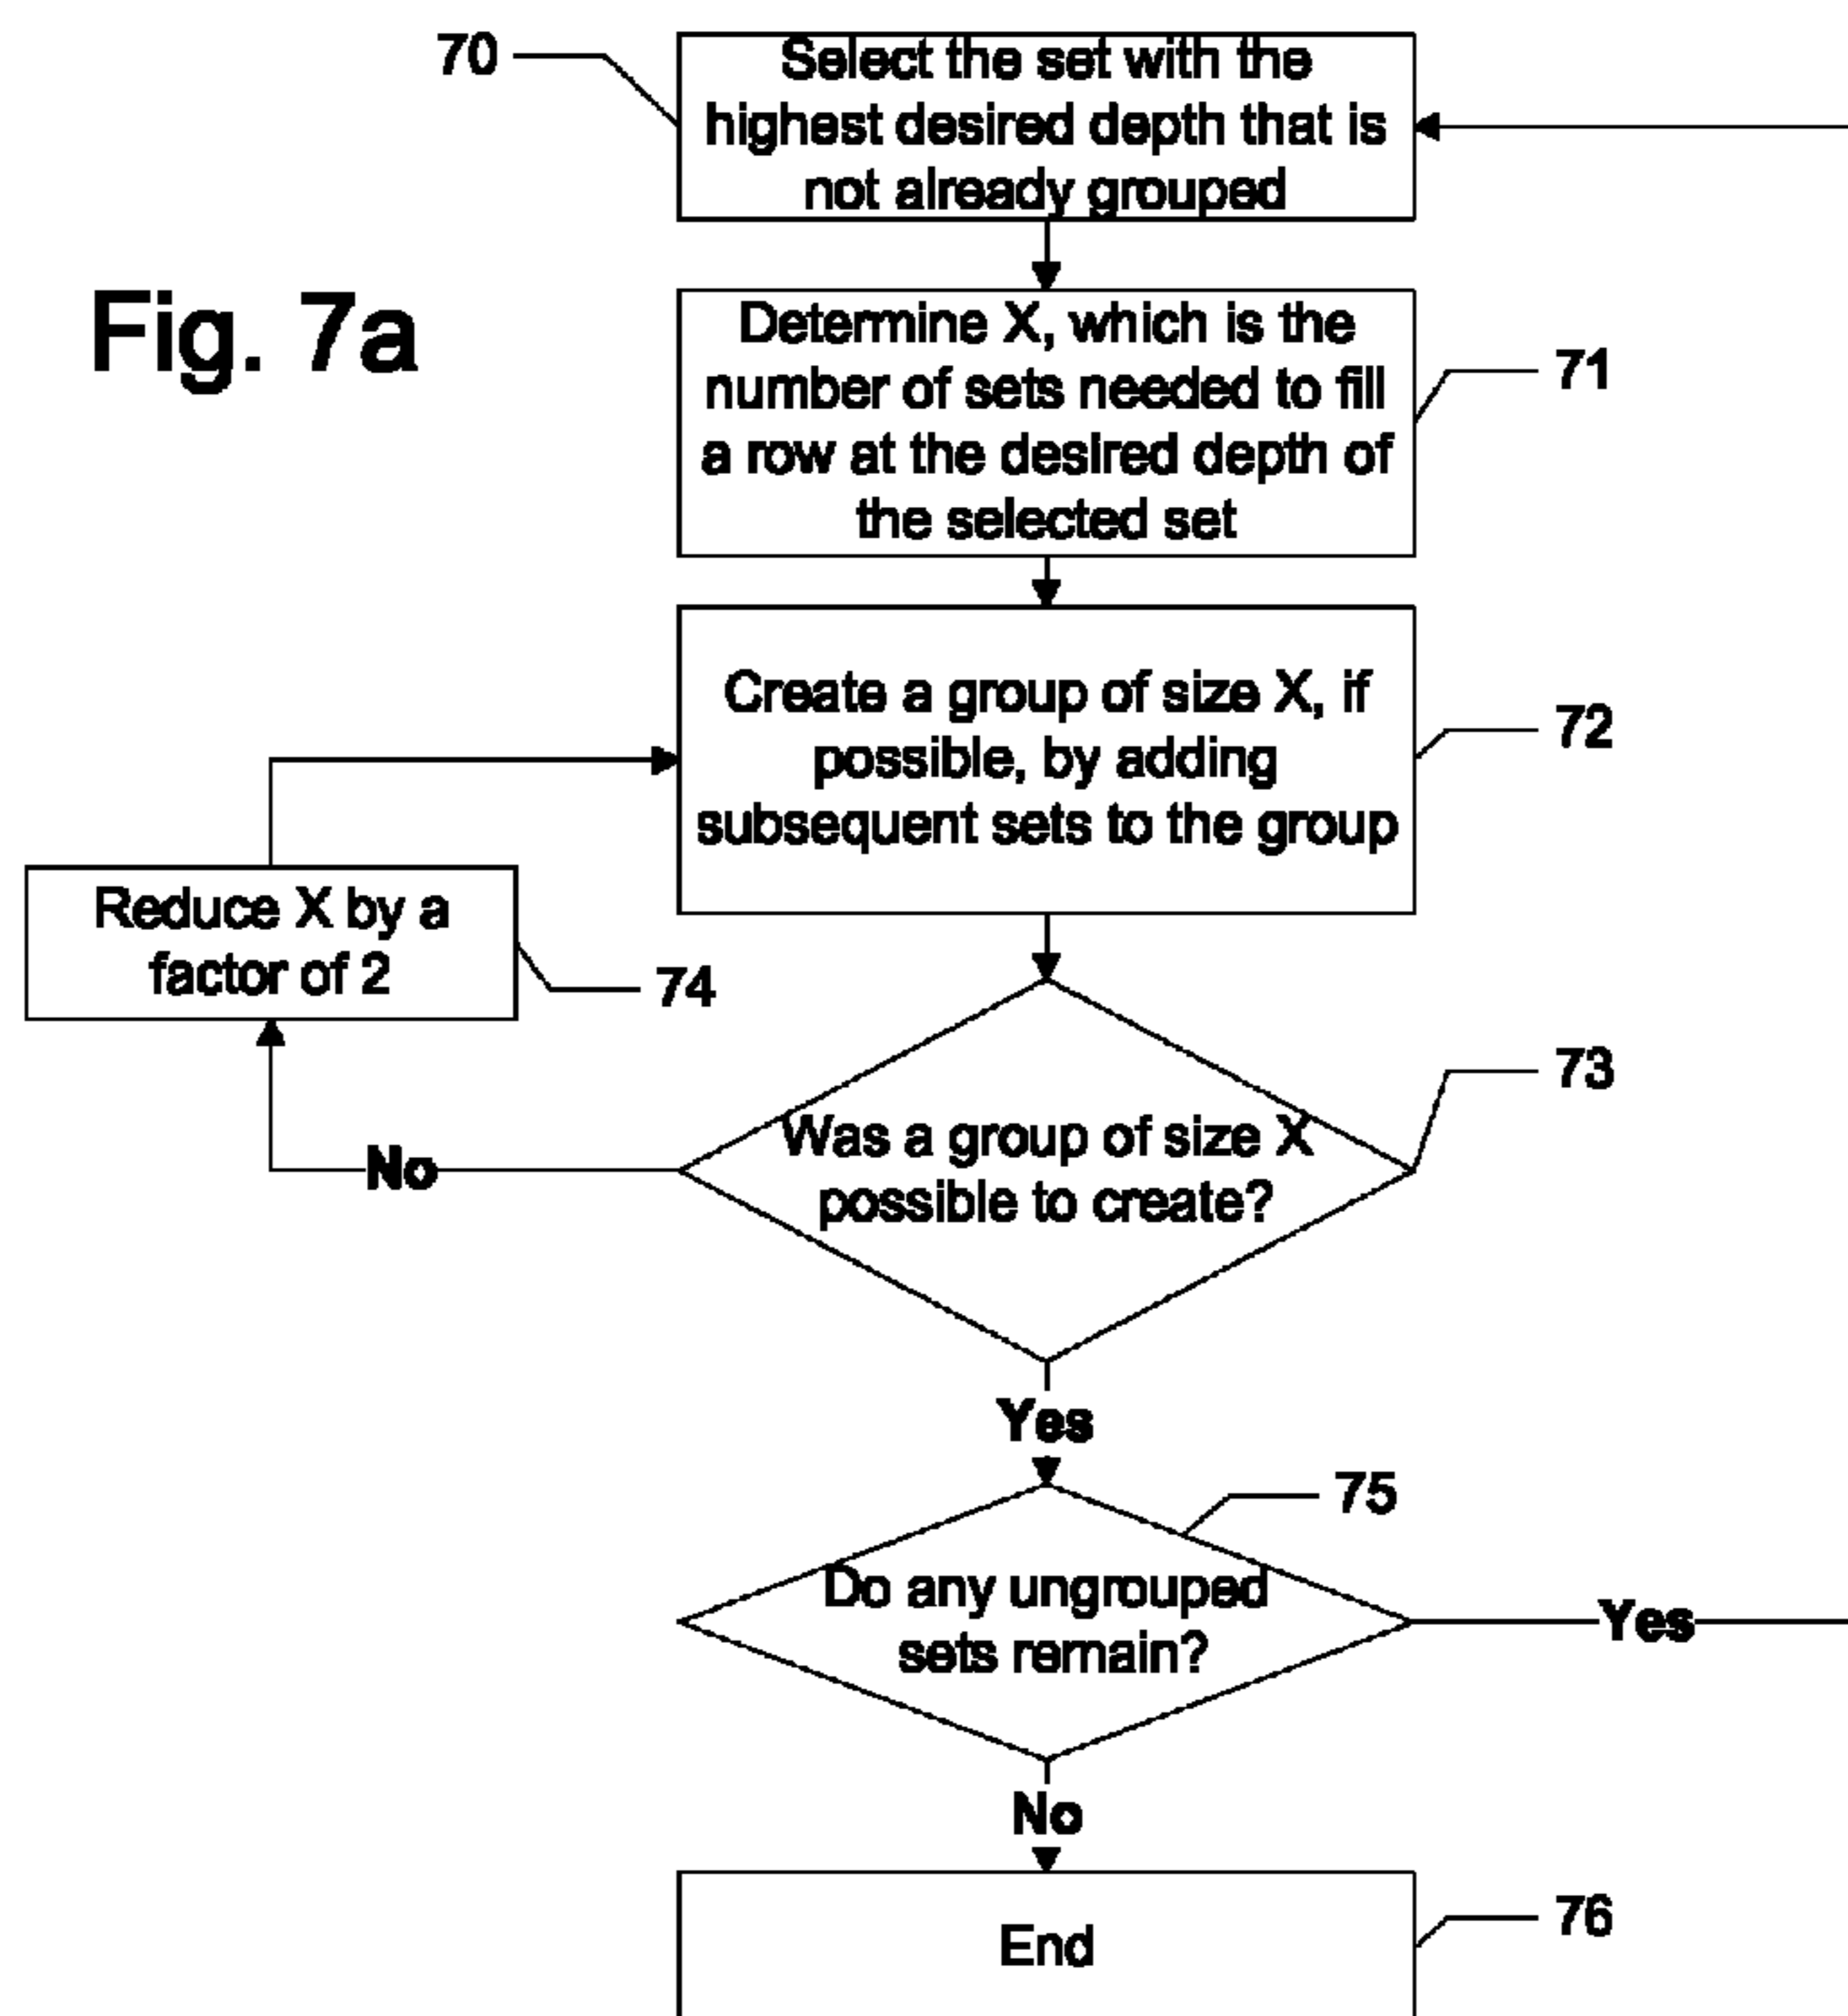 70
Select the set with the
highest desired depth that is
not already grouped
Fig. 7a
Determine X, which is the
number of sets needed to fill
a row at the desired depth of
the selected set
71
Create a group of size X, if
possible, by adding
subsequent sets to the group
72
Reduce X by a
factor of 2
74
73
Was a group of size X
possible to create?
No
Yes
75
Do any ungrouped
sets remain?
Yes
No
End
76